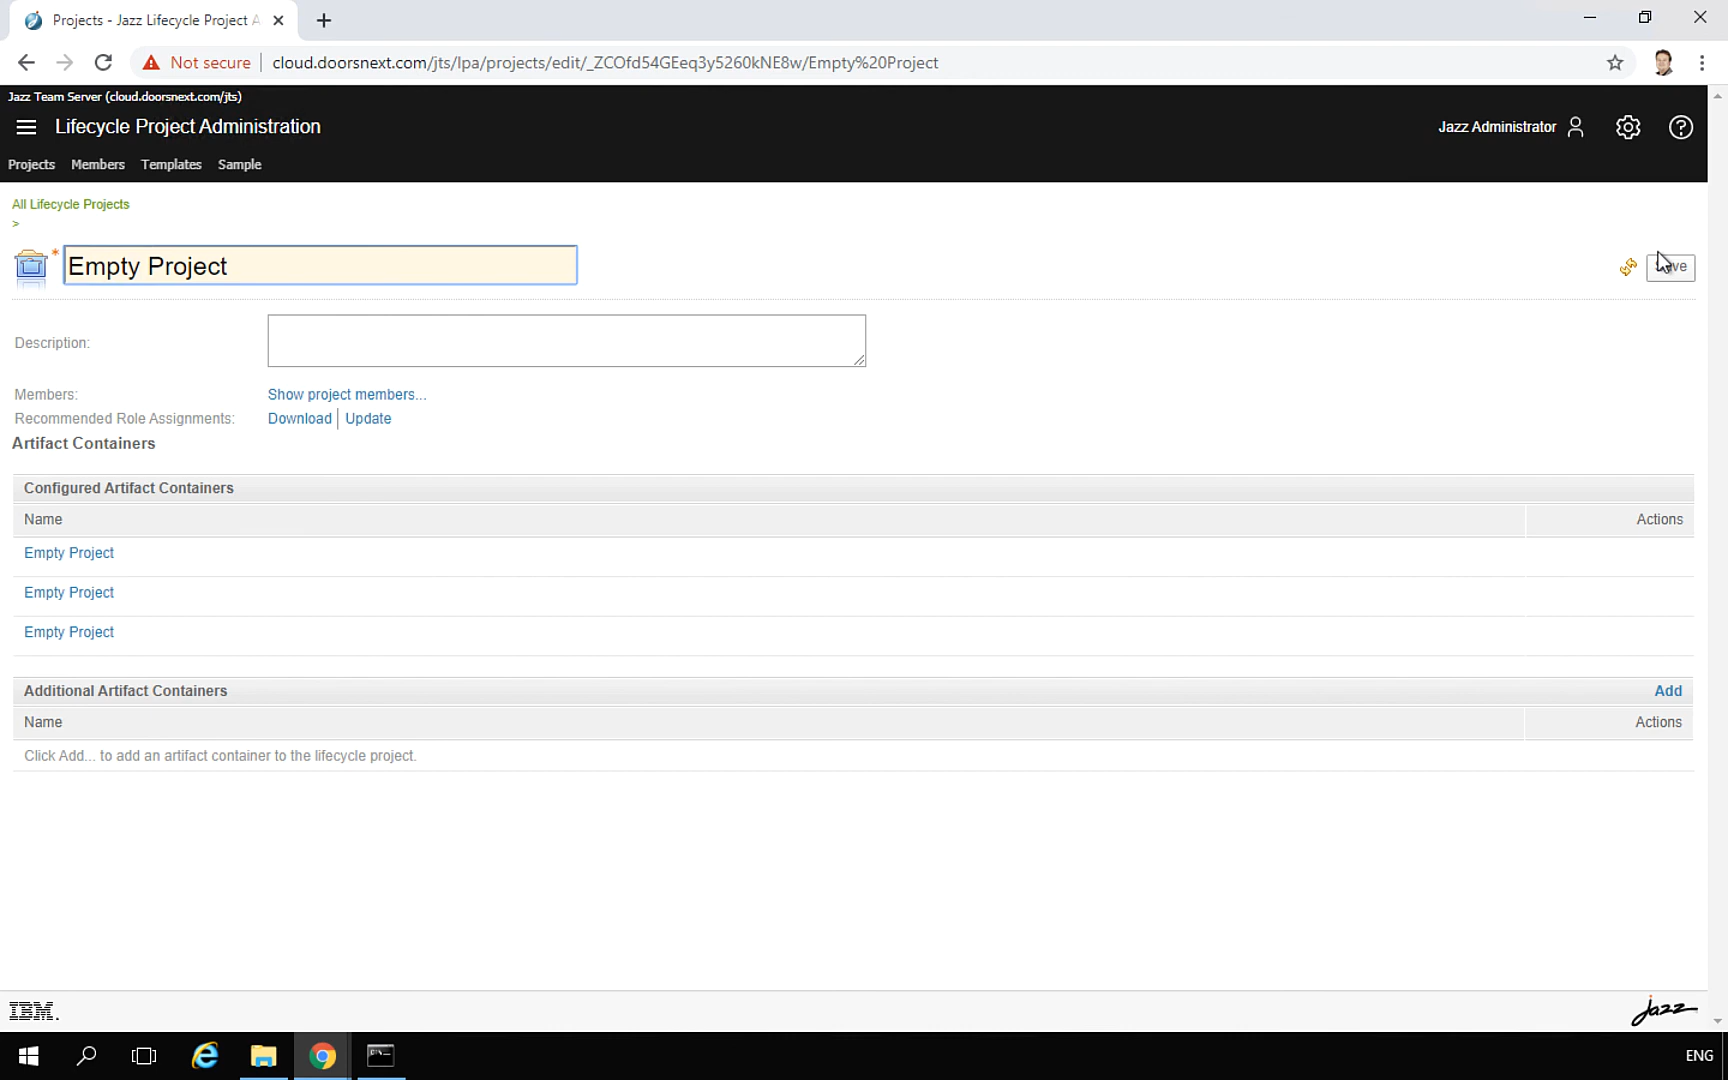 Projects - Jazz Lifecycle Project A
Not secure
cloud.doorsnext.com/jts/lpa/projects/edit/_ZCOfd54GEeq3y5260kNE8w/Empty%20Project
Jazz Team Server (cloud.doorsnext.com/jts)
Lifecycle Project Administration
Jazz Administrator
Projects Members Templates Sample
All Lifecycle Projects
>
* Empty Project
Description:
Members: Show project members...
Recommended Role Assignments: Download | Update
Artifact Containers
Configured Artifact Containers
Name Actions
Empty Project
Empty Project
Empty Project
Additional Artifact Containers Add
Name Actions
Click Add... to add an artifact container to the lifecycle project.
IBM.
jazz
ENG